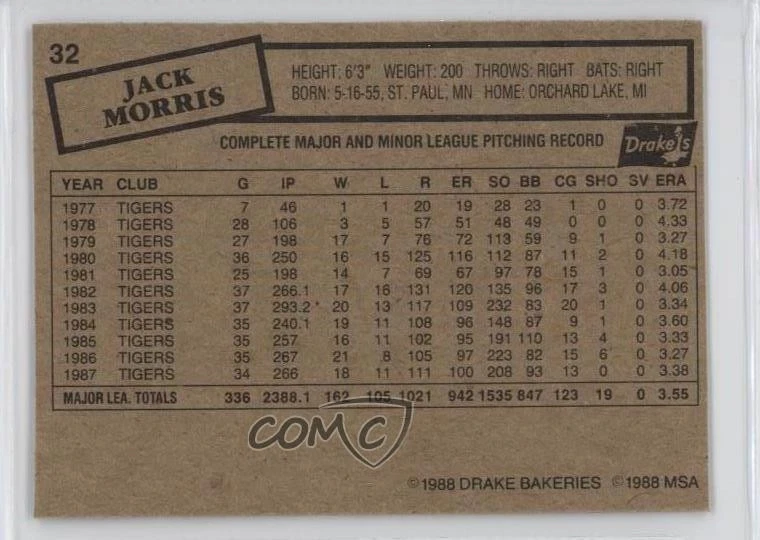 32
JACK
MORRIS
HEIGHT: 6'3" WEIGHT: 200 THROWS: RIGHT BATS: RIGHT
BORN: 5-16-55, ST. PAUL, MN HOME: ORCHARD LAKE, MI
COMPLETE MAJOR AND MINOR LEAGUE PITCHING RECORD
Drake's
YEAR CLUB G IP W L R ER SO BB CG SHO SV ERA
1977 TIGERS 7 46 1 1 20 19 28 23 1 0 0 3.72
1978 TIGERS 28 106 3 5 57 51 48 49 0 0 0 4.33
1979 TIGERS 27 198 17 7 76 72 113 59 9 1 0 3.27
1980 TIGERS 36 250 16 15 125 116 112 87 11 2 0 4.18
1981 TIGERS 25 198 14 7 69 67 97 78 15 1 0 3.05
1982 TIGERS 37 266.1 17 16 131 120 135 96 17 3 0 4.06
1983 TIGERS 37 293.2 20 13 117 109 232 83 20 1 0 3.34
1984 TIGERS 35 240.1 19 11 108 96 148 87 9 1 0 3.60
1985 TIGERS 35 257 16 11 102 95 191 110 13 4 0 3.33
1986 TIGERS 35 267 21 8 105 97 223 82 15 6 0 3.27
1987 TIGERS 34 266 18 11 111 100 208 93 13 0 0 3.38
MAJOR LEA. TOTALS 336 2388.1 162 105 1021 942 1535 847 123 19 0 3.55
COMC
©1988 DRAKE BAKERIES ©1988 MSA